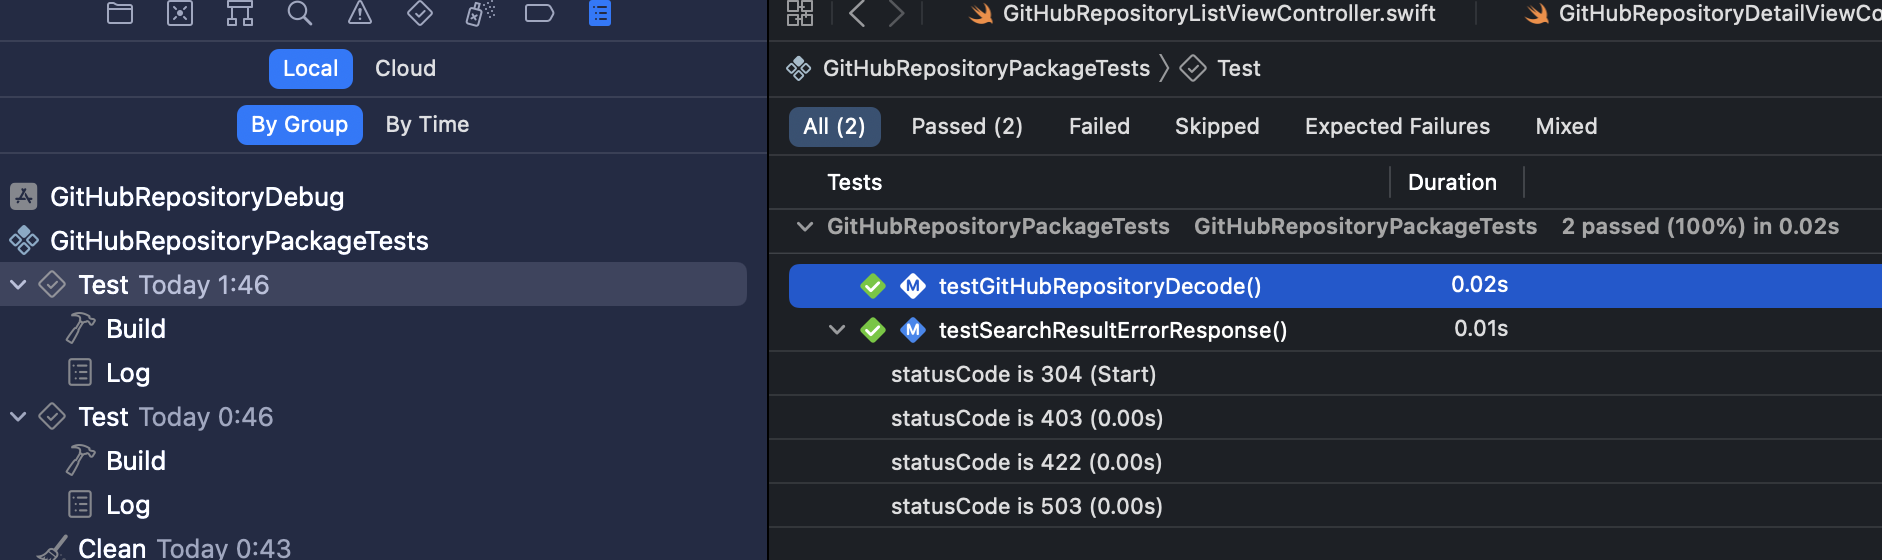 Local Cloud
By Group By Time
GitHubRepositoryDebug
GitHubRepositoryPackageTests
Test Today 1:46
Build
Log
Test Today 0:46
Build
Log
Clean Today 0:43
GitHubRepositoryListViewController.swift GitHubRepositoryDetailViewCo
GitHubRepositoryPackageTests Test
All (2) Passed (2) Failed Skipped Expected Failures Mixed
Tests Duration
GitHubRepositoryPackageTests GitHubRepositoryPackageTests 2 passed (100%) in 0.02s
M testGitHubRepositoryDecode() 0.02s
M testSearchResultErrorResponse() 0.01s
statusCode is 304 (Start)
statusCode is 403 (0.00s)
statusCode is 422 (0.00s)
statusCode is 503 (0.00s)